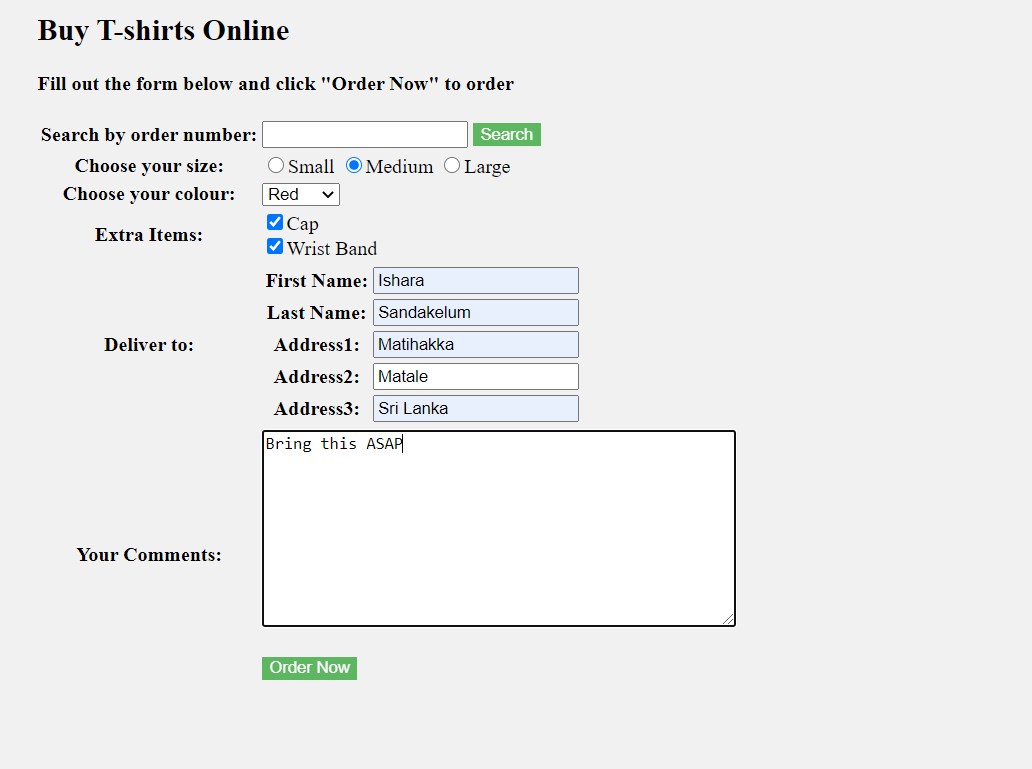 Buy T-shirts Online
Fill out the form below and click "Order Now" to order
Search by order number: Search
Choose your size: Small Medium Large
Choose your colour: Red
Extra Items:
Cap
Wrist Band
Deliver to:
First Name: Ishara
Last Name: Sandakelum
Address1: Matihakka
Address2: Matale
Address3: Sri Lanka
Your Comments:
Bring this ASAP
Order Now